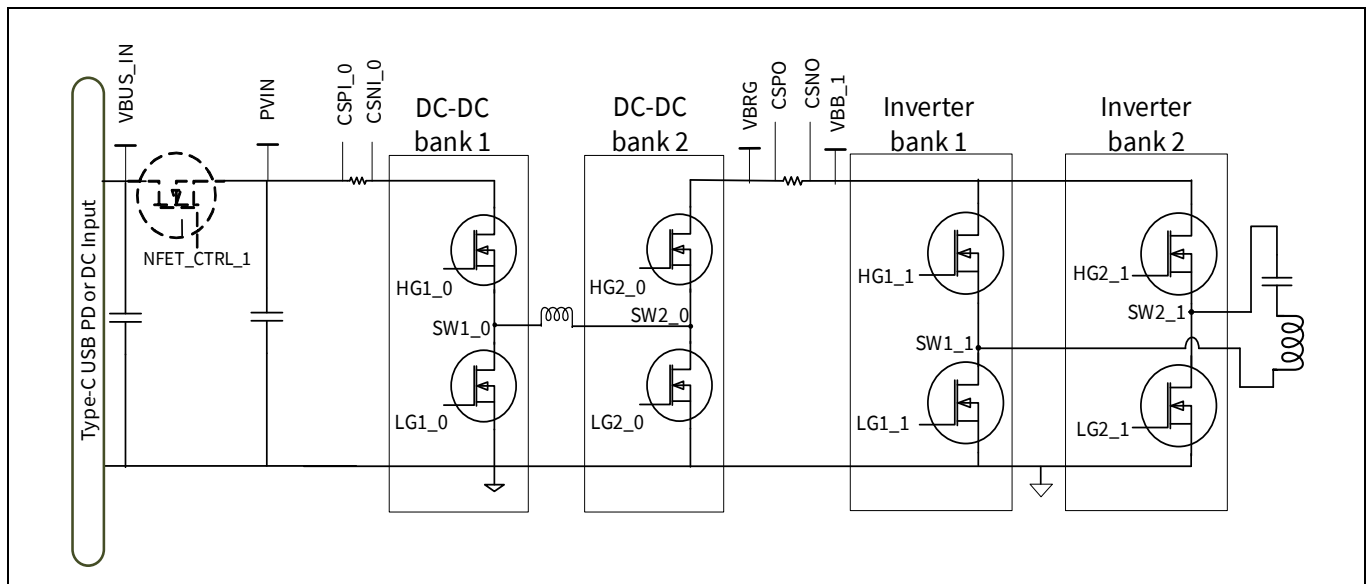 Type-C USB PD or DC Input
VBUS_IN
NFET_CTRL_1
PVIN
CSPI_0
CSNI_0
DC-DC
bank 1
HG1_0
SW1_0
LG1_0
DC-DC
bank 2
HG2_0
SW2_0
LG2_0
VBRG
CSPO
CSNO
VBB_1
Inverter
bank 1
HG1_1
SW1_1
LG1_1
Inverter
bank 2
HG2_1
SW2_1
LG2_1